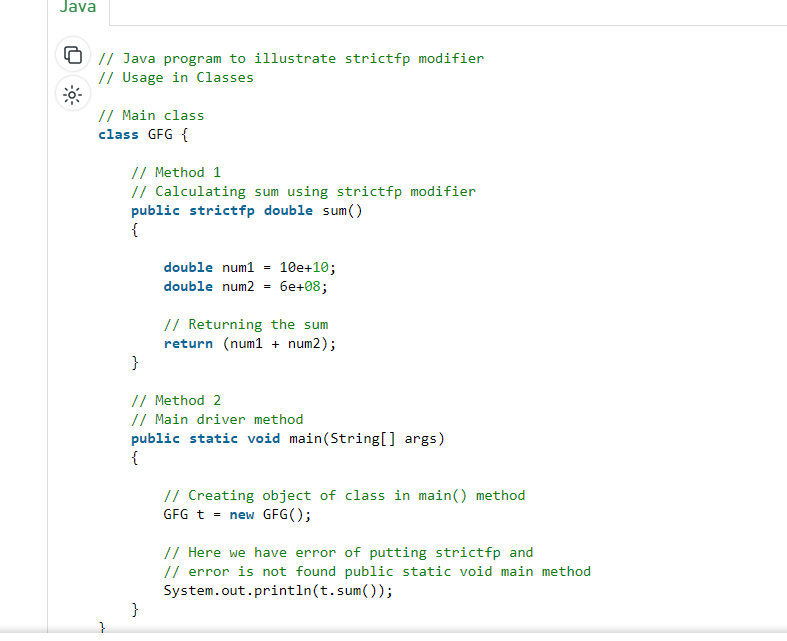 Java
// Java program to illustrate strictfp modifier
// Usage in Classes
// Main class
class GFG {
// Method 1
// Calculating sum using strictfp modifier
public strictfp double sum()
{
double num1 = 10e+10;
double num2 = 6e+08;
// Returning the sum
return (num1 + num2);
}
// Method 2
// Main driver method
public static void main(String[] args)
{
// Creating object of class in main() method
GFG t = new GFG();
// Here we have error of putting strictfp and
// error is not found public static void main method
System.out.println(t.sum());
}
}